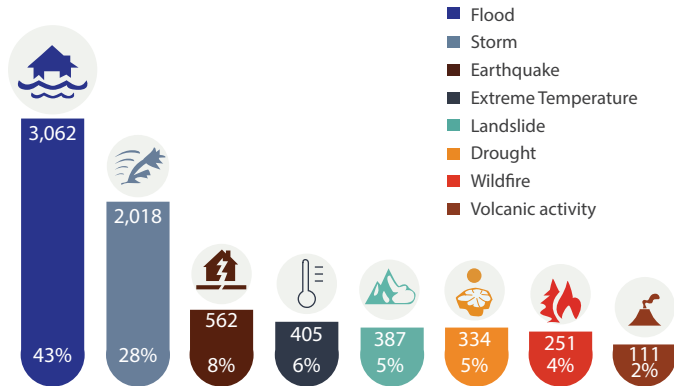 Flood
Storm
Earthquake
Extreme Temperature
Landslide
Drought
Wildfire
Volcanic activity
3,062
43%
2,018
28%
562
8%
405
6%
387
5%
334
5%
251
4%
111
2%